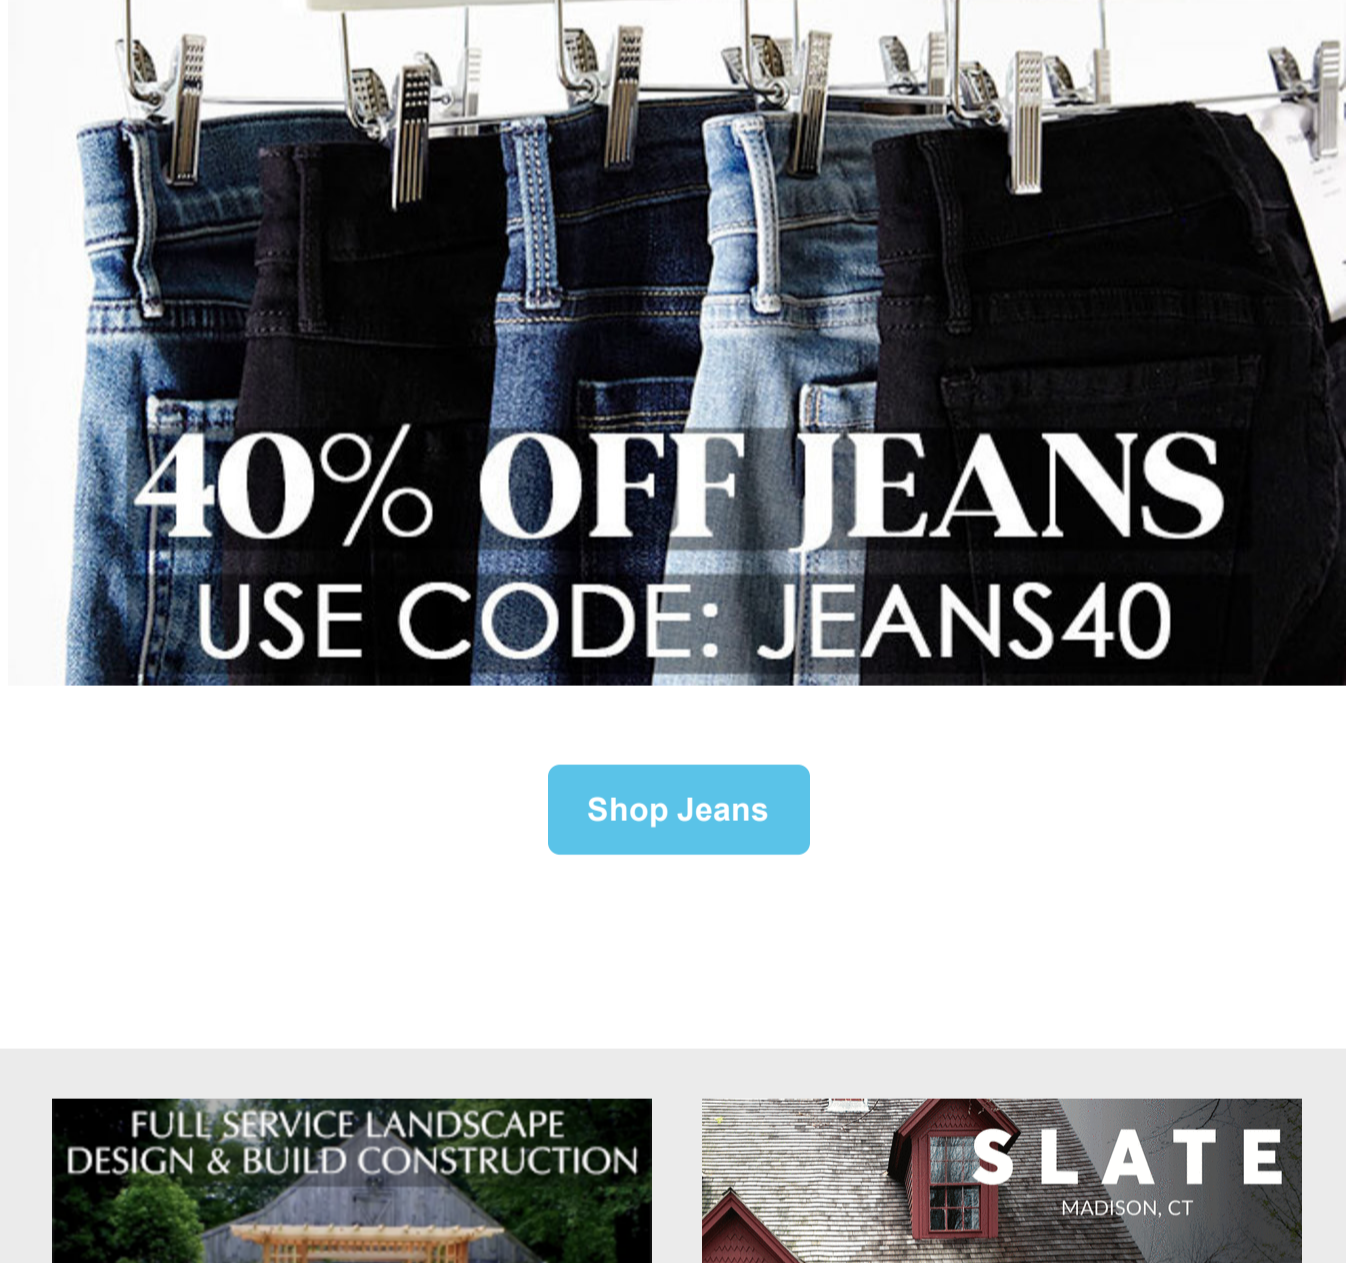 40% OFF JEANS
USE CODE: JEANS40
Shop Jeans
FULL SERVICE LANDSCAPE
DESIGN & BUILD CONSTRUCTION
SLATE
MADISON, CT